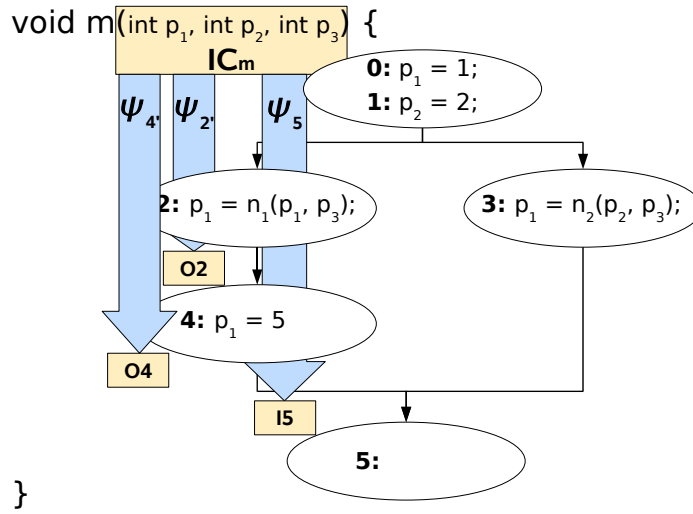 void m(int p₁, int p₂, int p₃) {
ICₘ
0: p₁ = 1;
1: p₂ = 2;
ψ₄' ψ₂' ψ₅
2: p₁ = n₁(p₁, p₃);
3: p₁ = n₂(p₂, p₃);
O2
4: p₁ = 5
O4
I5
5:
}